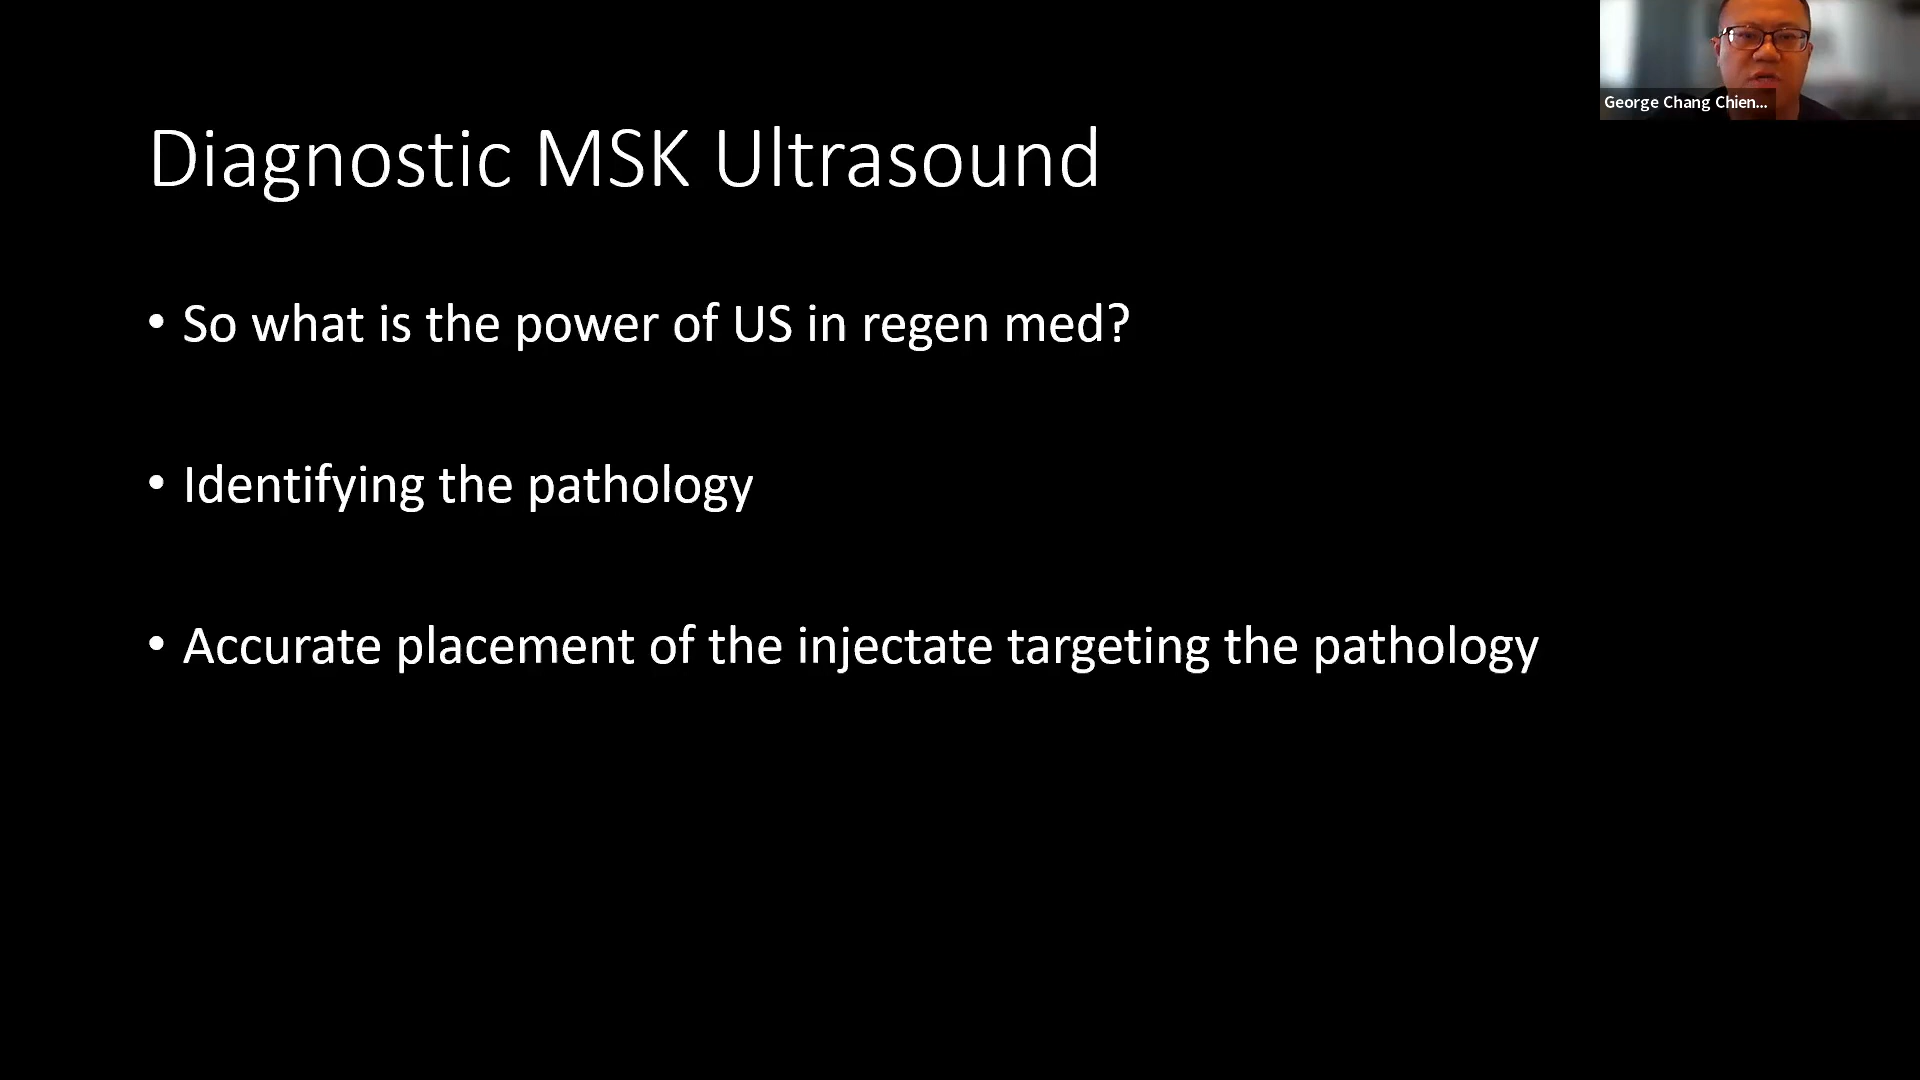 George Chang Chien...
Diagnostic MSK Ultrasound
• So what is the power of US in regen med?
• Identifying the pathology
• Accurate placement of the injectate targeting the pathology